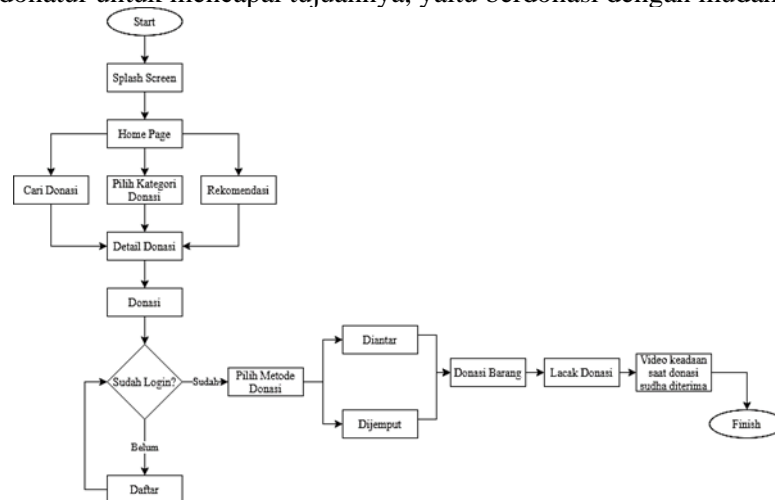 donatur untuk mencapai tujuannya, yaitu berdonasi dengan mudah
Start
Splash Screen
Home Page
Cari Donasi
Pilih Kategori
Donasi
Rekomendasi
Detail Donasi
Donasi
Sudah Login?
Sudah
Pilih Metode
Donasi
Diantar
Dijemput
Donasi Barang
Lacak Donasi
Video keadaan
saat donasi
sudha diterima
Finish
Belum
Daftar